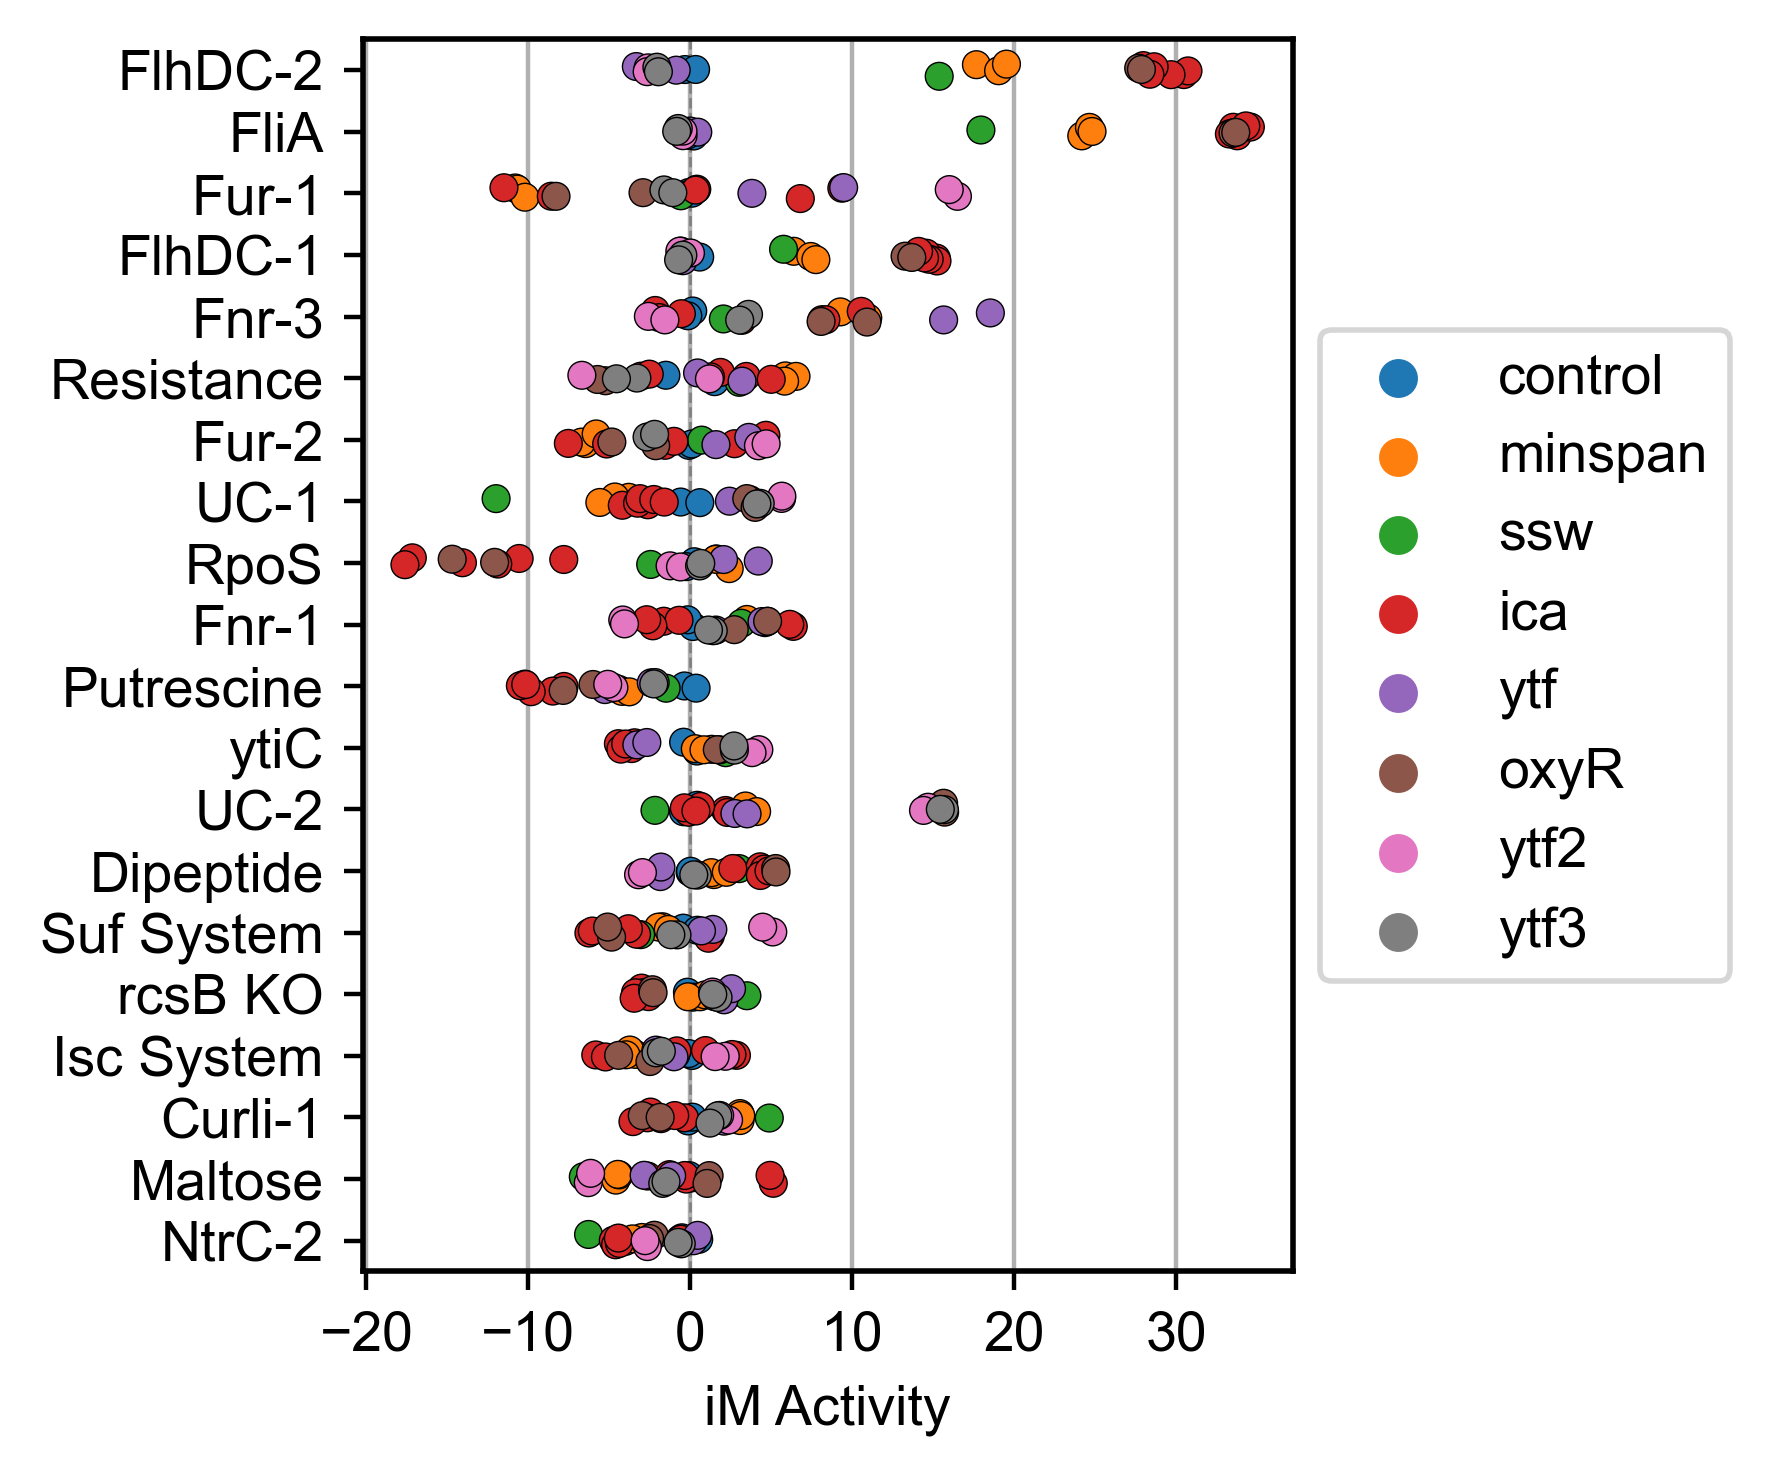 FlhDC-2
FliA
Fur-1
FlhDC-1
Fnr-3
Resistance
Fur-2
UC-1
RpoS
Fnr-1
Putrescine
ytiC
UC-2
Dipeptide
Suf System
rcsB KO
Isc System
Curli-1
Maltose
NtrC-2
−20 −10 0 10 20 30
iM Activity
control
minspan
ssw
ica
ytf
oxyR
ytf2
ytf3